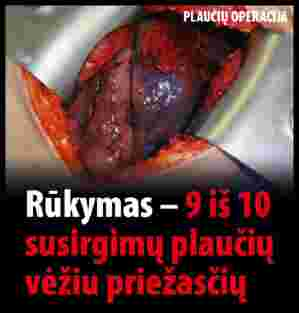 PLAUČIŲ OPERACIJA
Rūkymas – 9 iš 10
susirgimų plaučių
vėžiu priežasčių